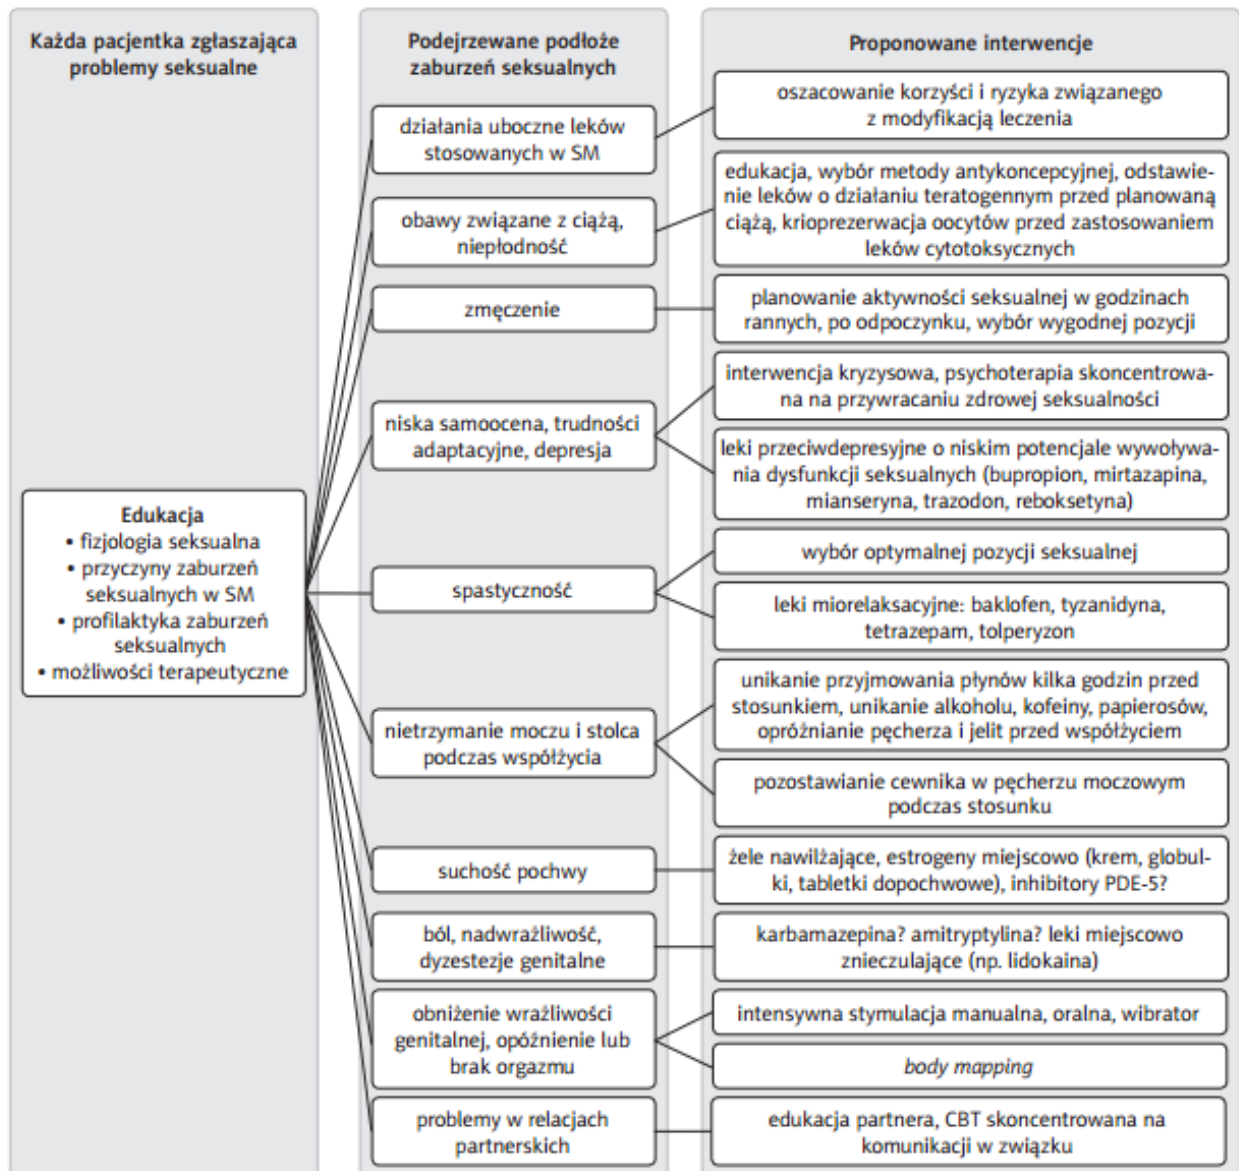 Każda pacjentka zgłaszająca
problemy seksualne
Edukacja
• fizjologia seksualna
• przyczyny zaburzeń
seksualnych w SM
• profilaktyka zaburzeń
seksualnych
• możliwości terapeutyczne
Podejrzewane podłoże
zaburzeń seksualnych
działania uboczne leków
stosowanych w SM
obawy związane z ciążą,
niepłodność
zmęczenie
niska samoocena, trudności
adaptacyjne, depresja
spastyczność
nietrzymanie moczu i stolca
podczas współżycia
suchość pochwy
ból, nadwrażliwość,
dyzestezje genitalne
obniżenie wrażliwości
genitalnej, opóźnienie lub
brak orgazmu
problemy w relacjach
partnerskich
Proponowane interwencje
oszacowanie korzyści i ryzyka związanego
z modyfikacją leczenia
edukacja, wybór metody antykoncepcyjnej, odstawie-
nie leków o działaniu teratogennym przed planowaną
ciążą, krioprezerwacja oocytów przed zastosowaniem
leków cytotoksycznych
planowanie aktywności seksualnej w godzinach
rannych, po odpoczynku, wybór wygodnej pozycji
interwencja kryzysowa, psychoterapia skoncentrowa-
na na przywracaniu zdrowej seksualności
leki przeciwdepresyjne o niskim potencjale wywoływa-
nia dysfunkcji seksualnych (bupropion, mirtazapina,
mianseryna, trazodon, reboksetyna)
wybór optymalnej pozycji seksualnej
leki miorelaksacyjne: baklofen, tyzanidyna,
tetrazepam, tolperyzon
unikanie przyjmowania płynów kilka godzin przed
stosunkiem, unikanie alkoholu, kofeiny, papierosów,
opróżnianie pęcherza i jelit przed współżyciem
pozostawianie cewnika w pęcherzu moczowym
podczas stosunku
żele nawilżające, estrogeny miejscowo (krem, globul-
ki, tabletki dopochwowe), inhibitory PDE-5?
karbamazepina? amitryptylina? leki miejscowo
znieczulające (np. lidokaina)
intensywna stymulacja manualna, oralna, wibrator
body mapping
edukacja partnera, CBT skoncentrowana na
komunikacji w związku